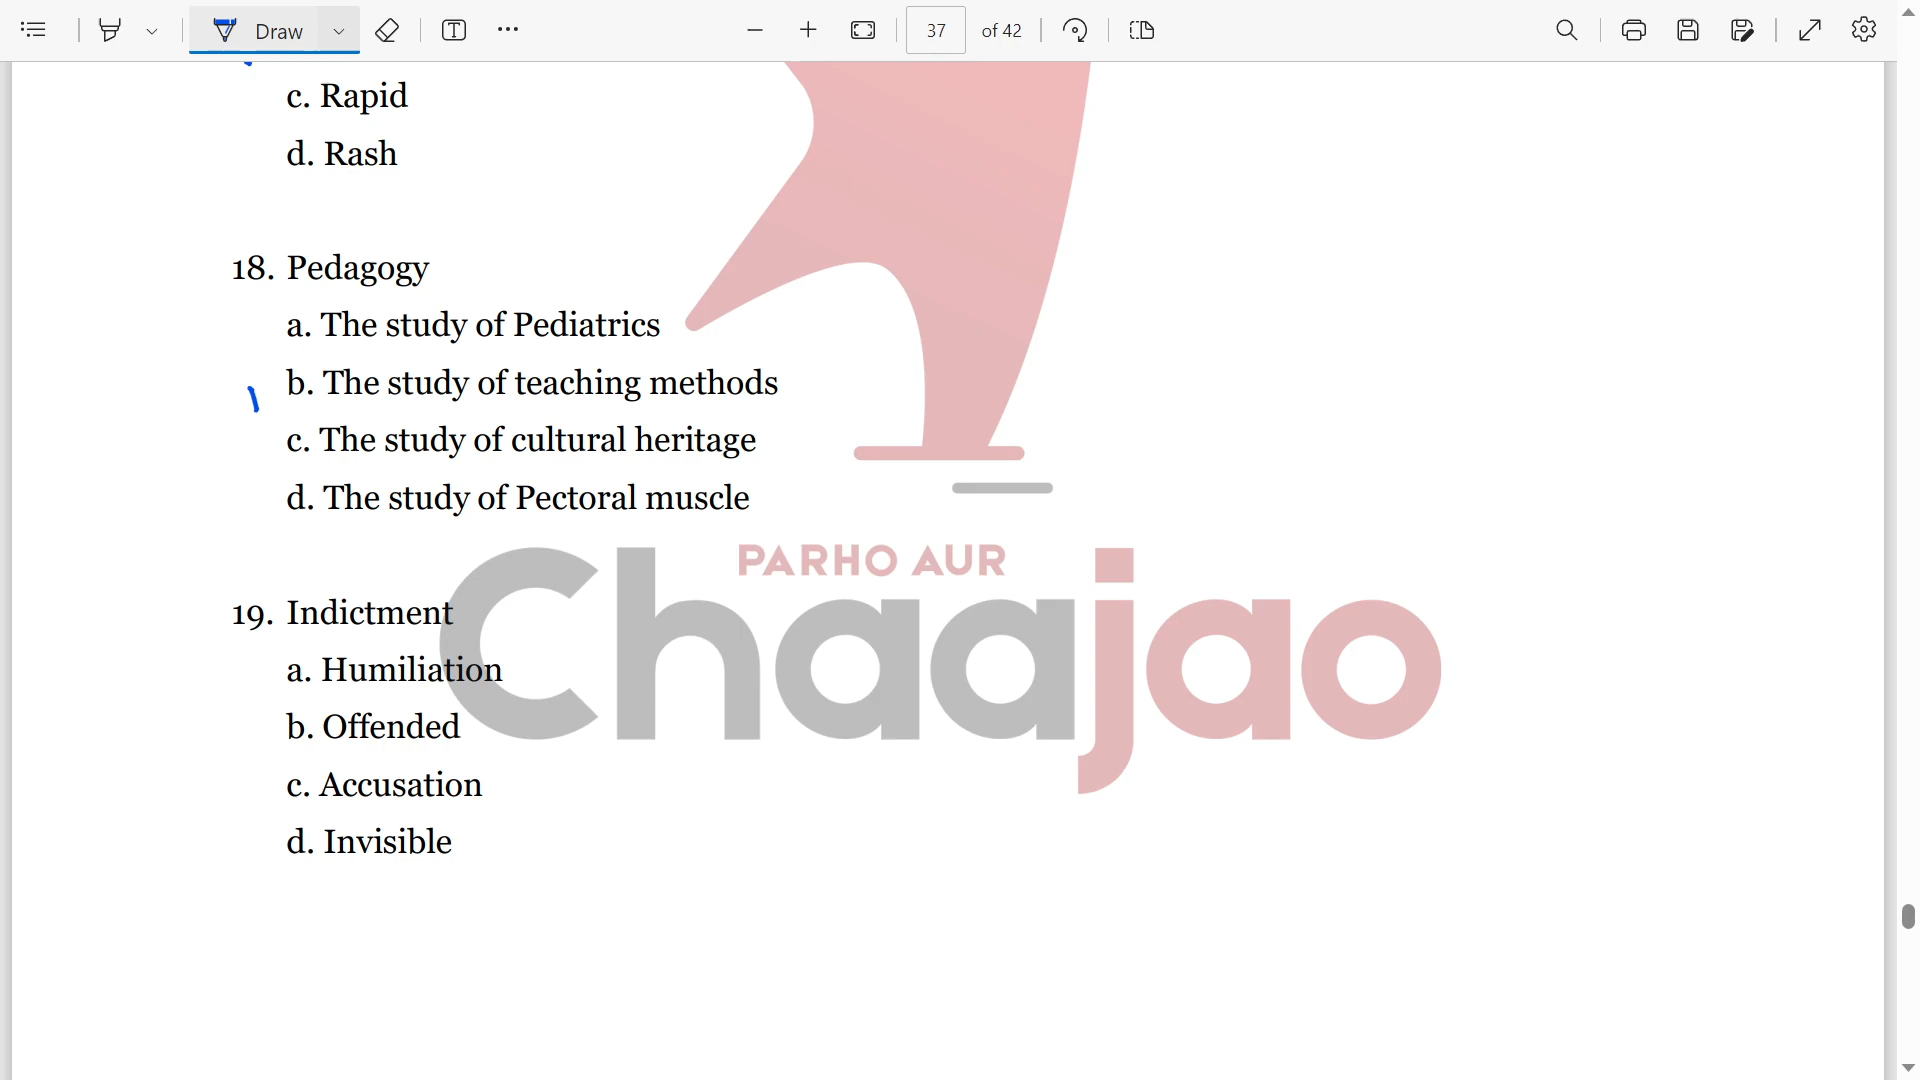 Draw
37 of 42
c. Rapid
d. Rash
18. Pedagogy
a. The study of Pediatrics
b. The study of teaching methods
c. The study of cultural heritage
d. The study of Pectoral muscle
PARHO AUR
Chaajao
19. Indictment
a. Humiliation
b. Offended
c. Accusation
d. Invisible